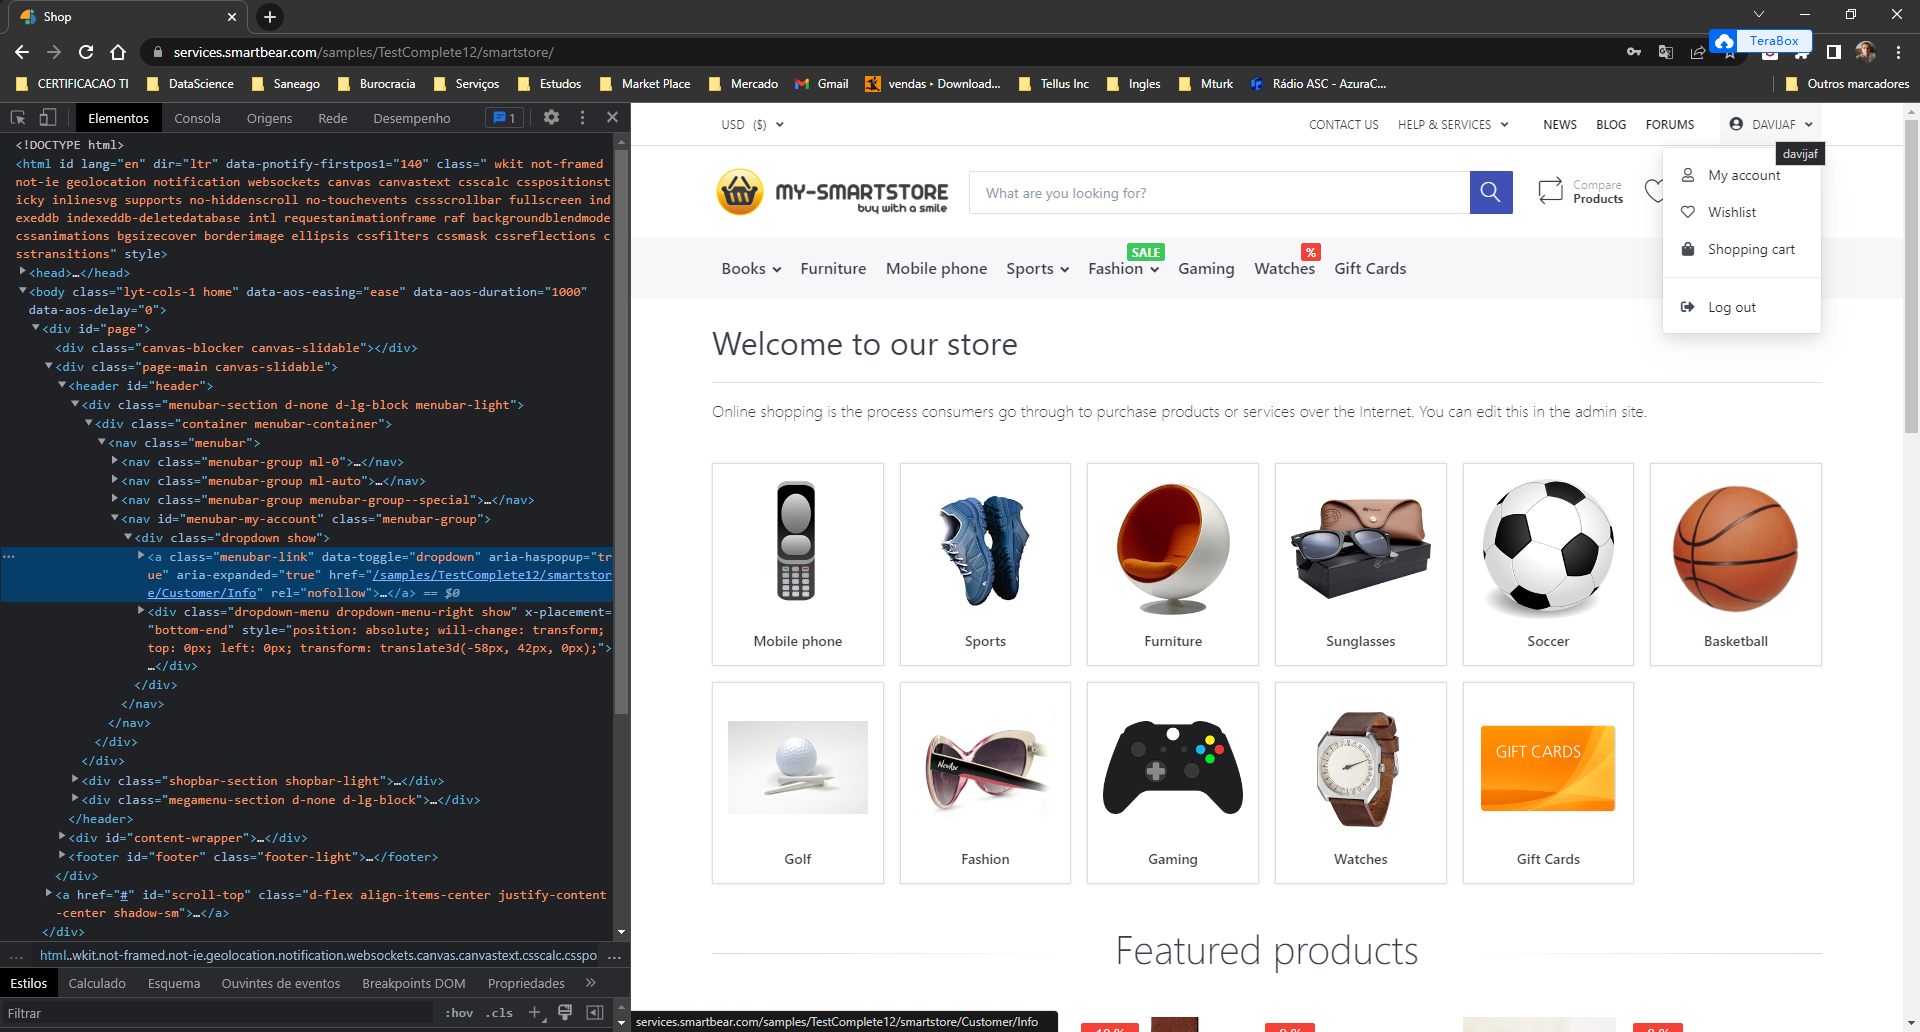 Shop
services.smartbear.com/samples/TestComplete12/smartstore/
TeraBox
CERTIFICACAO TI
DataScience
Saneago
Burocracia
Serviços
Estudos
Market Place
Mercado
Gmail
vendas ‣ Download...
Tellus Inc
Ingles
Mturk
Rádio ASC - AzuraC...
Outros marcadores
Elementos
Consola
Origens
Rede
Desempenho
1
<!DOCTYPE html>
<html id lang="en" dir="ltr" data-pnotify-firstpos1="140" class=" wkit not-framed
not-ie geolocation notification websockets canvas canvastext csscalc csspositionst
icky inlinesvg supports no-hiddenscroll no-touchevents cssscrollbar fullscreen ind
exeddb indexeddb-deletedatabase intl requestanimationframe raf backgroundblendmode
cssanimations bgsizecover borderimage ellipsis cssfilters cssmask cssreflections c
sstransitions" style>
<head>…</head>
<body class="lyt-cols-1 home" data-aos-easing="ease" data-aos-duration="1000"
data-aos-delay="0">
<div id="page">
<div class="canvas-blocker canvas-slidable"></div>
<div class="page-main canvas-slidable">
<header id="header">
<div class="menubar-section d-none d-lg-block menubar-light">
<div class="container menubar-container">
<nav class="menubar">
<nav class="menubar-group ml-0">…</nav>
<nav class="menubar-group ml-auto">…</nav>
<nav class="menubar-group menubar-group--special">…</nav>
<nav id="menubar-my-account" class="menubar-group">
<div class="dropdown show">
<a class="menubar-link" data-toggle="dropdown" aria-haspopup="tr
ue" aria-expanded="true" href="/samples/TestComplete12/smartstor
e/Customer/Info" rel="nofollow">…</a> == $0
<div class="dropdown-menu dropdown-menu-right show" x-placement=
"bottom-end" style="position: absolute; will-change: transform;
top: 0px; left: 0px; transform: translate3d(-58px, 42px, 0px);">
…</div>
</div>
</nav>
</nav>
</div>
</div>
<div class="shopbar-section shopbar-light">…</div>
<div class="megamenu-section d-none d-lg-block">…</div>
</header>
<div id="content-wrapper">…</div>
<footer id="footer" class="footer-light">…</footer>
</div>
<a href="#" id="scroll-top" class="d-flex align-items-center justify-content
-center shadow-sm">…</a>
</div>
... html..wkit.not-framed.not-ie.geolocation.notification.websockets.canvas.canvastext.csscalc.csspo ...
Estilos
Calculado
Esquema
Ouvintes de eventos
Breakpoints DOM
Propriedades
Filtrar
:hov
.cls
USD ($)
CONTACT US
HELP & SERVICES
NEWS
BLOG
FORUMS
DAVIJAF
davijaf
MY-SMARTSTORE
buy with a smile
What are you looking for?
Compare
Products
My account
Wishlist
Shopping cart
Log out
SALE
%
Books
Furniture
Mobile phone
Sports
Fashion
Gaming
Watches
Gift Cards
Welcome to our store
Online shopping is the process consumers go through to purchase products or services over the Internet. You can edit this in the admin site.
Mobile phone
Sports
Furniture
Sunglasses
Soccer
Basketball
GIFT CARDS
Golf
Fashion
Gaming
Watches
Gift Cards
Featured products
services.smartbear.com/samples/TestComplete12/smartstore/Customer/Info